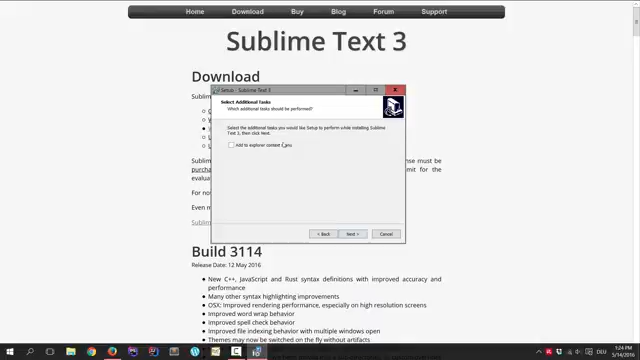 Home Download Buy Blog Forum Support
Sublime Text 3
Download
Sublim
Setup - Sublime Text 3
Select Additional Tasks
Which additional tasks should be performed?
Select the additional tasks you would like Setup to perform while installing Sublime
Text 3, then click Next.
Add to explorer context menu
Sublim
ense must be
purcha
mit for the
evalua
For no
Even m
Sublim
< Back Next > Cancel
Build 3114
Release Date: 12 May 2016
New C++, JavaScript and Rust syntax definitions with improved accuracy and
performance
Many other syntax highlighting improvements
OSX: Improved rendering performance, especially on high resolution screens
Improved word wrap behavior
Improved spell check behavior
Improved file indexing behavior with multiple windows open
Themes may now be switched on the fly without artifacts
DEU
1:24 PM
5/14/2016